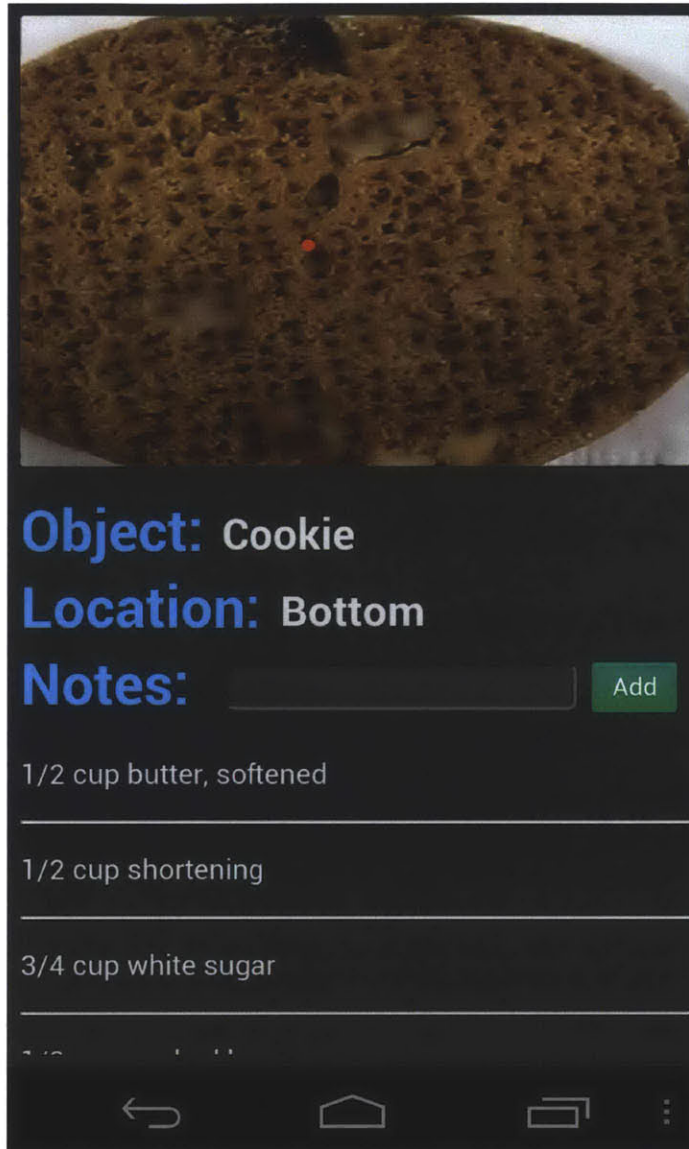 Object: Cookie
Location: Bottom
Notes:
Add
1/2 cup butter, softened
1/2 cup shortening
3/4 cup white sugar